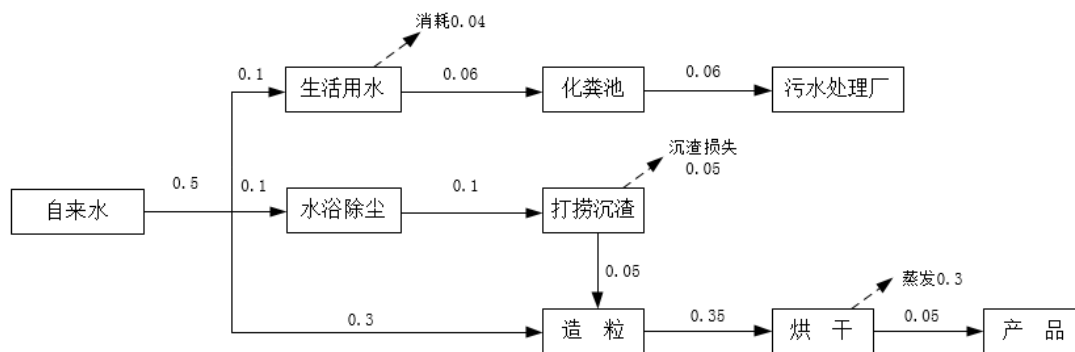 消耗0.04
0.1
生活用水
0.06
化粪池
0.06
污水处理厂
沉渣损失
0.05
自来水
0.5
0.1
水浴除尘
0.1
打捞沉渣
0.05
蒸发0.3
0.3
造 粒
0.35
烘 干
0.05
产 品